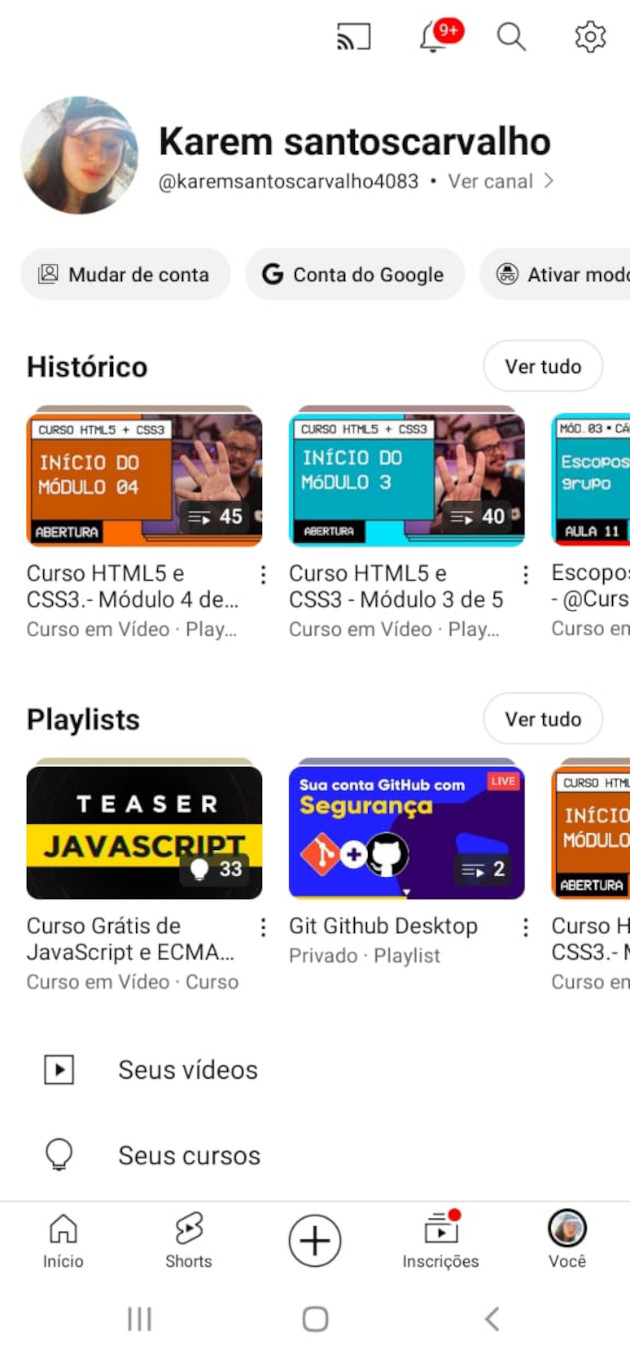 9+
Karem santoscarvalho
@karemsantoscarvalho4083 • Ver canal >
Mudar de conta
G Conta do Google
Ativar modo
Histórico
Ver tudo
CURSO HTML5 + CSS3
INÍCIO DO
MÓDULO 04
ABERTURA
45
CURSO HTML5 + CSS3
INÍCIO DO
MÓDULO 3
ABERTURA
40
MÓD. 03 • CA
Escopos
grupo
AULA 11
Curso HTML5 e
CSS3.- Módulo 4 de...
Curso em Vídeo · Play...
Curso HTML5 e
CSS3 - Módulo 3 de 5
Curso em Vídeo · Play...
Escopos
- @Curs
Curso em
Playlists
Ver tudo
TEASER
JAVASCRIPT
33
Sua conta GitHub com
Segurança
LIVE
2
CURSO HTML
INÍCIO
MÓDULO
ABERTURA
Curso Grátis de
JavaScript e ECMA...
Curso em Vídeo · Curso
Git Github Desktop
Privado · Playlist
Curso H
CSS3.- M
Curso em
Seus vídeos
Seus cursos
Início
Shorts
Inscrições
Você